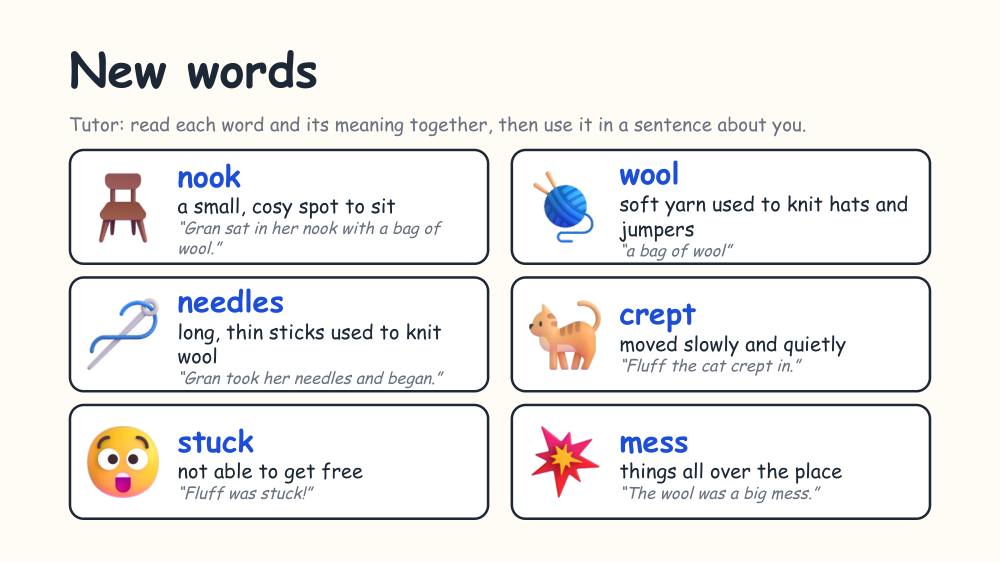 New words
Tutor: read each word and its meaning together, then use it in a sentence about you.
nook
a small, cosy spot to sit
“Gran sat in her nook with a bag of
wool.”
wool
soft yarn used to knit hats and
jumpers
“a bag of wool”
needles
long, thin sticks used to knit
wool
“Gran took her needles and began.”
crept
moved slowly and quietly
“Fluff the cat crept in.”
stuck
not able to get free
“Fluff was stuck!”
mess
things all over the place
“The wool was a big mess.”